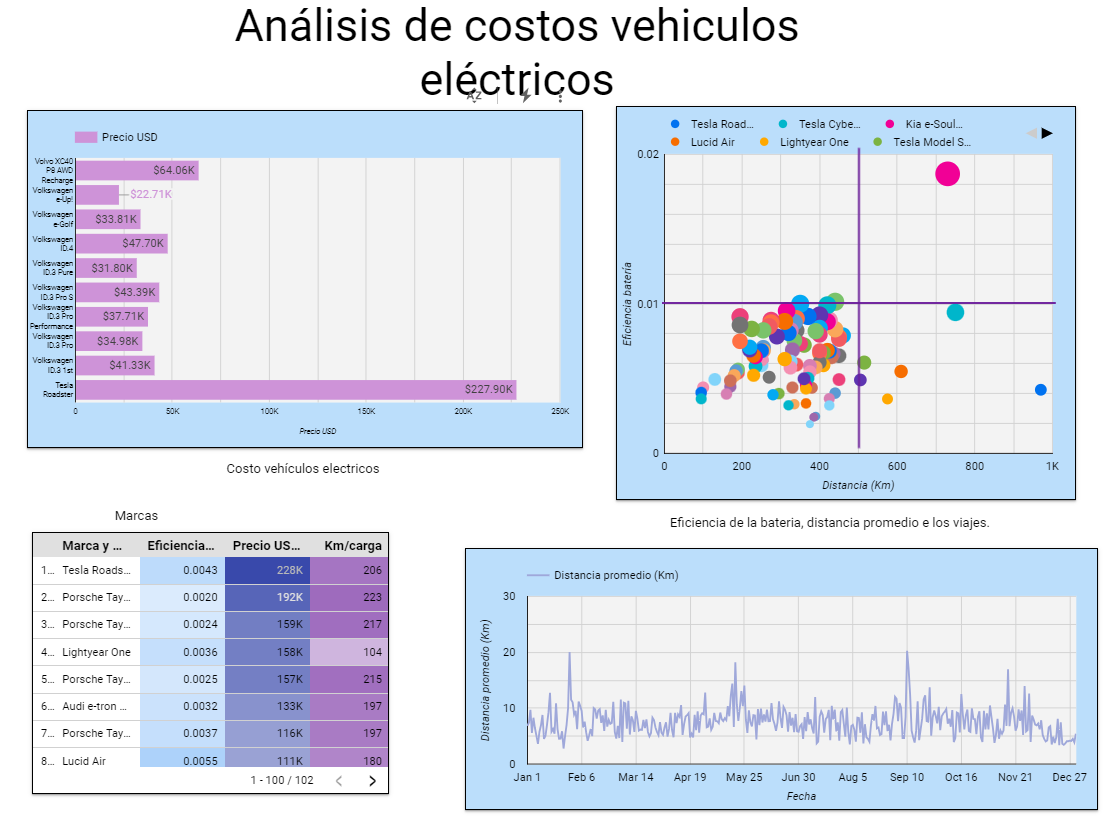 Análisis de costos vehiculos
eléctricos
AZ
Precio USD
Volvo XC40
P8 AWD
Recharge
$64.06K
Volkswagen
e-Up!
$22.71K
Volkswagen
e-Golf
$33.81K
Volkswagen
ID.4
$47.70K
Volkswagen
ID.3 Pure
$31.80K
Volkswagen
ID.3 Pro S
$43.39K
Volkswagen
ID.3 Pro
Performance
$37.71K
Volkswagen
ID.3 Pro
$34.98K
Volkswagen
ID.3 1st
$41.33K
Tesla
Roadster
$227.90K
0 50K 100K 150K 200K 250K
Precio USD
Costo vehículos electricos
Tesla Road… Tesla Cybe… Kia e-Soul…
Lucid Air Lightyear One Tesla Model S…
Eficiencia batería
0.02
0.01
0
0 200 400 600 800 1K
Distancia (Km)
Eficiencia de la bateria, distancia promedio e los viajes.
Marcas
Marca y … Eficiencia… Precio US… Km/carga
1… Tesla Roads… 0.0043 228K 206
2… Porsche Tay… 0.0020 192K 223
3… Porsche Tay… 0.0024 159K 217
4… Lightyear One 0.0036 158K 104
5… Porsche Tay… 0.0025 157K 215
6… Audi e-tron … 0.0032 133K 197
7… Porsche Tay… 0.0037 116K 197
8… Lucid Air 0.0055 111K 180
1 - 100 / 102
Distancia promedio (Km)
Distancia promedio (Km)
30
20
10
0
Jan 1 Feb 6 Mar 14 Apr 19 May 25 Jun 30 Aug 5 Sep 10 Oct 16 Nov 21 Dec 27
Fecha